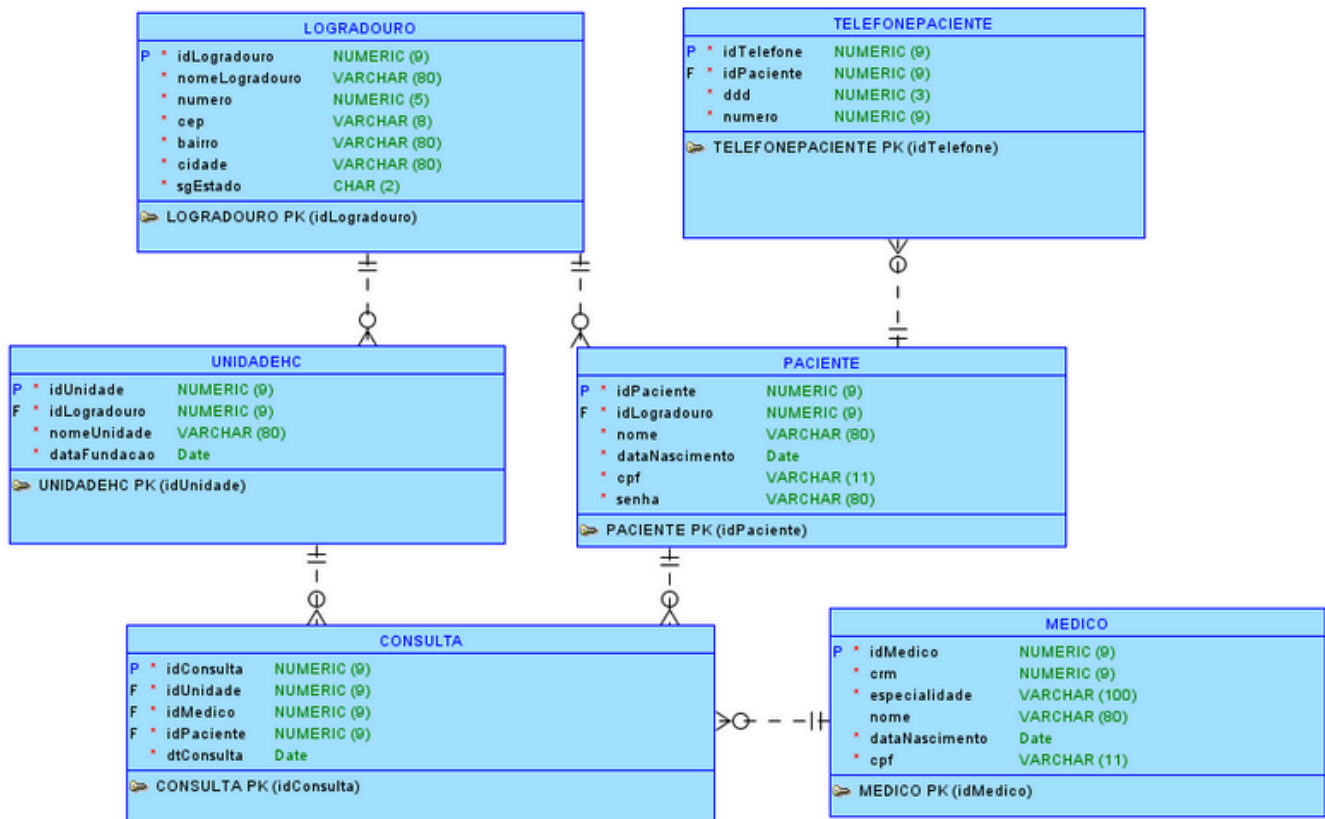 LOGRADOURO
P * idLogradouro NUMERIC (9)
* nomeLogradouro VARCHAR (80)
* numero NUMERIC (5)
* cep VARCHAR (8)
* bairro VARCHAR (80)
* cidade VARCHAR (80)
* sgEstado CHAR (2)
LOGRADOURO PK (idLogradouro)
TELEFONEPACIENTE
P * idTelefone NUMERIC (9)
F * idPaciente NUMERIC (9)
* ddd NUMERIC (3)
* numero NUMERIC (9)
TELEFONEPACIENTE PK (idTelefone)
UNIDADEHC
P * idUnidade NUMERIC (9)
F * idLogradouro NUMERIC (9)
* nomeUnidade VARCHAR (80)
* dataFundacao Date
UNIDADEHC PK (idUnidade)
PACIENTE
P * idPaciente NUMERIC (9)
F * idLogradouro NUMERIC (9)
* nome VARCHAR (80)
* dataNascimento Date
* cpf VARCHAR (11)
* senha VARCHAR (80)
PACIENTE PK (idPaciente)
CONSULTA
P * idConsulta NUMERIC (9)
F * idUnidade NUMERIC (9)
F * idMedico NUMERIC (9)
F * idPaciente NUMERIC (9)
* dtConsulta Date
CONSULTA PK (idConsulta)
MEDICO
P * idMedico NUMERIC (9)
* crm NUMERIC (9)
* especialidade VARCHAR (100)
nome VARCHAR (80)
* dataNascimento Date
* cpf VARCHAR (11)
MEDICO PK (idMedico)